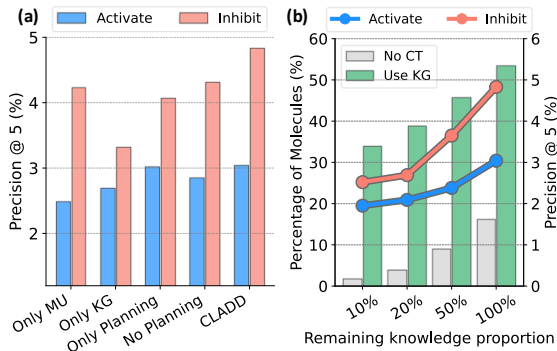 (a)
Activate
Inhibit
Precision @ 5 (%)
5
4
3
2
Only MU
Only KG
Only Planning
No Planning
CLADD
(b)
Activate
Inhibit
No CT
Use KG
Percentage of Molecules (%)
60
50
40
30
20
10
0
Precision @ 5 (%)
6
5
4
3
2
1
0
10%
20%
50%
100%
Remaining knowledge proportion